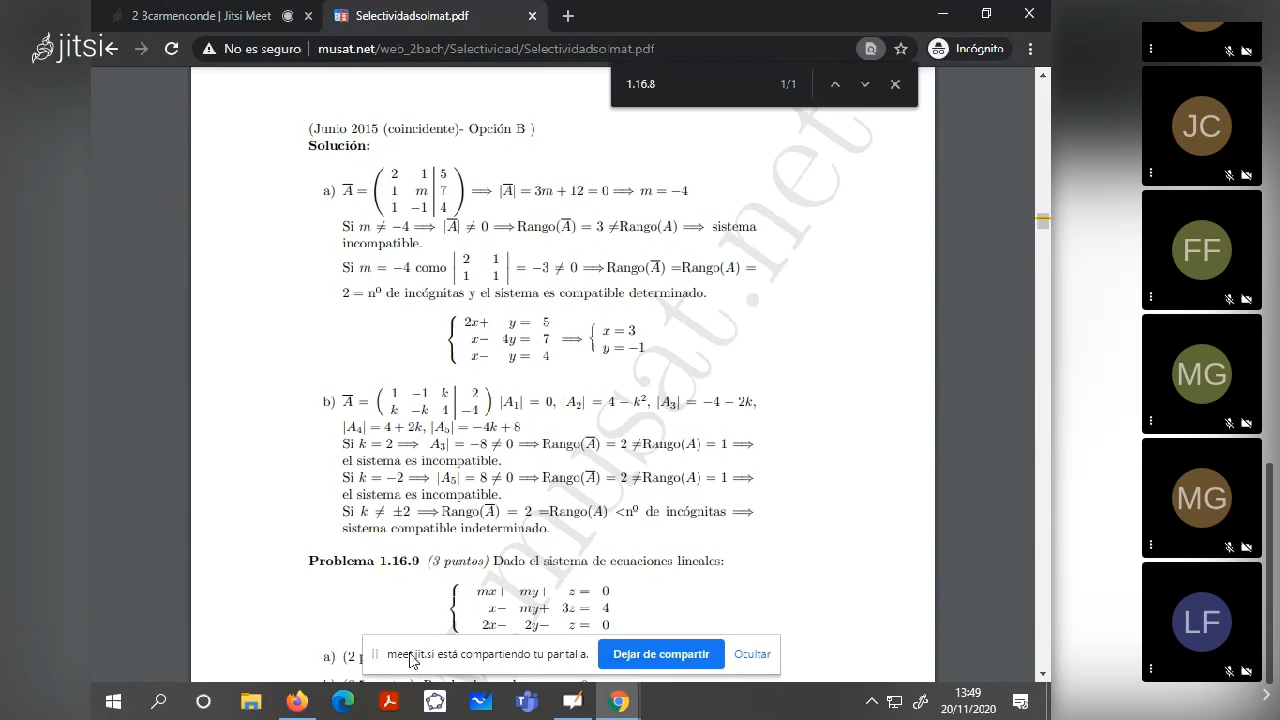 2 Bcarmenconde | Jitsi Meet
Selectividadsolmat.pdf
jitsi
No es seguro | musat.net/web_2bach/Selectividad/Selectividadsolmat.pdf
Incógnito
1.16.8 1/1
(Junio 2015 (coincidente)- Opción B )
Solución:
a) A̅ = ( 2 1 | 5
1 m | 7
1 −1 | 4 ) ⟹ |A̅| = 3m + 12 = 0 ⟹ m = −4
Si m ≠ −4 ⟹ |A̅| ≠ 0 ⟹Rango(A̅) = 3 ≠Rango(A) ⟹ sistema
incompatible.
Si m = −4 como | 2 1
1 1 | = −3 ≠ 0 ⟹Rango(A̅) =Rango(A) =
2 = nº de incógnitas y el sistema es compatible determinado.
{ 2x+ y = 5
x− 4y = 7
x− y = 4 ⟹ { x = 3
y = −1
b) A̅ = ( 1 −1 k | 2
k −k 4 | −4 ) |A₁| = 0, |A₂| = 4 − k², |A₃| = −4 − 2k,
|A₄| = 4 + 2k, |A₅| = −4k + 8
Si k = 2 ⟹ |A₃| = −8 ≠ 0 ⟹Rango(A̅) = 2 ≠Rango(A) = 1 ⟹
el sistema es incompatible.
Si k = −2 ⟹ |A₅| = 8 ≠ 0 ⟹Rango(A̅) = 2 ≠Rango(A) = 1 ⟹
el sistema es incompatible.
Si k ≠ ±2 ⟹Rango(A̅) = 2 =Rango(A) <nº de incógnitas ⟹
sistema compatible indeterminado.
Problema 1.16.9 (3 puntos) Dado el sistema de ecuaciones lineales:
{ mx+ my+ z = 0
x− my+ 3z = 4
2x− 2y− z = 0
a) (2 p
meet.jit.si está compartiendo tu pantalla.
Dejar de compartir
Ocultar
www.musat.net
JC
FF
MG
MG
LF
13:49
20/11/2020